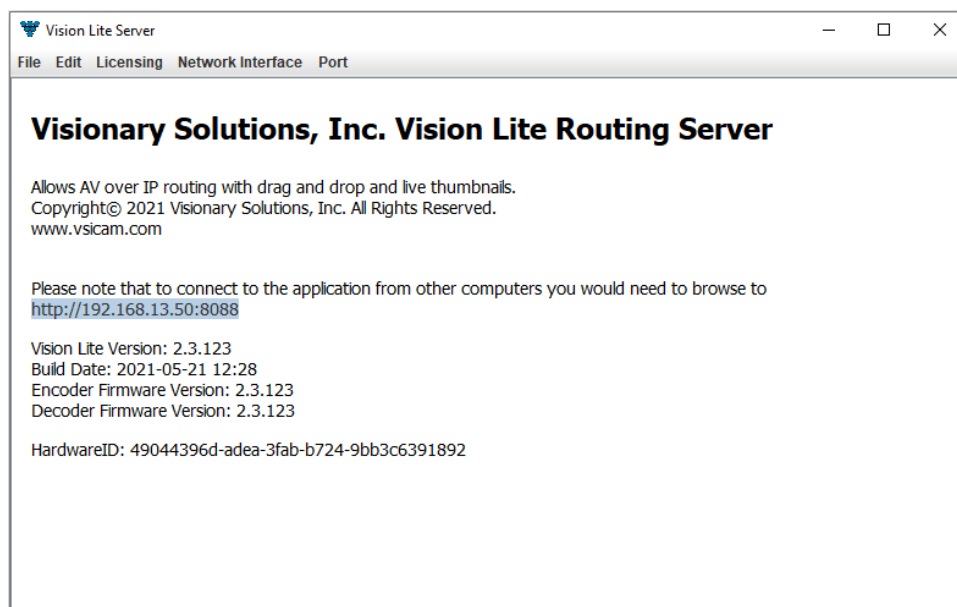 Vision Lite Server
File Edit Licensing Network Interface Port
Visionary Solutions, Inc. Vision Lite Routing Server
Allows AV over IP routing with drag and drop and live thumbnails.
Copyright© 2021 Visionary Solutions, Inc. All Rights Reserved.
www.vsicam.com
Please note that to connect to the application from other computers you would need to browse to
http://192.168.13.50:8088
Vision Lite Version: 2.3.123
Build Date: 2021-05-21 12:28
Encoder Firmware Version: 2.3.123
Decoder Firmware Version: 2.3.123
HardwareID: 49044396d-adea-3fab-b724-9bb3c6391892